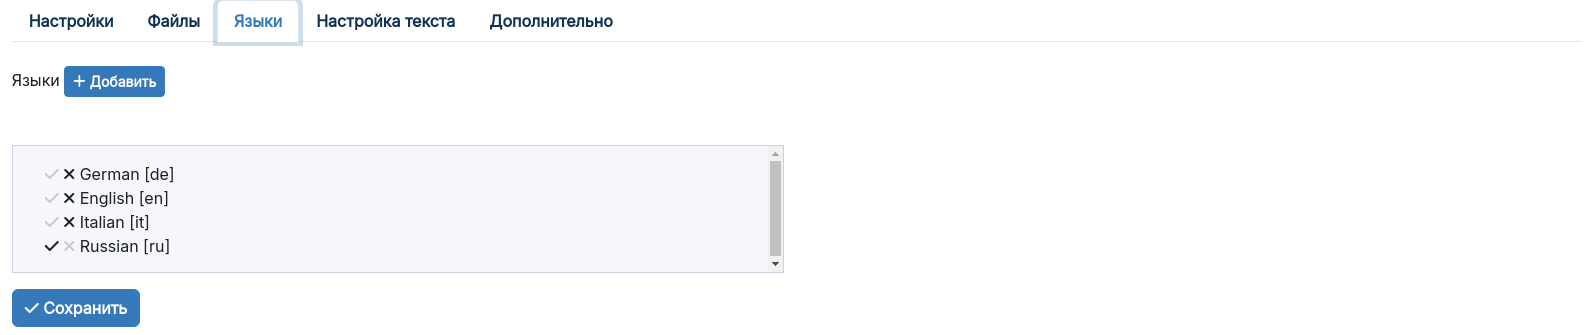 Настройки Файлы Языки Настройка текста Дополнительно
Языки + Добавить
German [de]
English [en]
Italian [it]
Russian [ru]
Сохранить